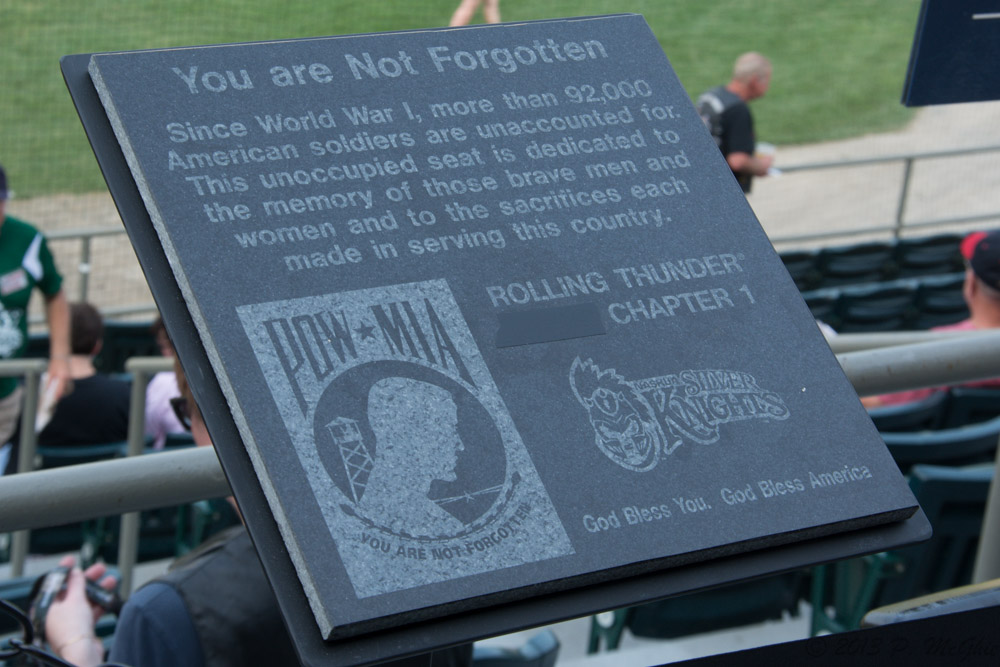 You are Not Forgotten
Since World War I, more than 92,000
American soldiers are unaccounted for.
This unoccupied seat is dedicated to
the memory of those brave men and
women and to the sacrifices each
made in serving this country.
ROLLING THUNDER®
CHAPTER 1
POW★MIA
YOU ARE NOT FORGOTTEN
SILVER
KNIGHTS
God Bless You. God Bless America